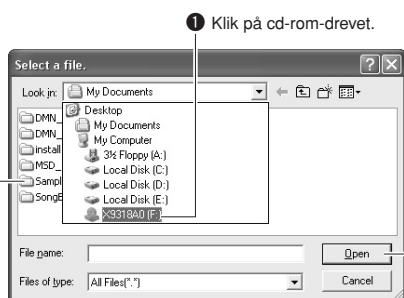 ❶ Klik på cd-rom-drevet.
Select a file.
Look in: My Documents
Desktop
My Documents
My Computer
3½ Floppy (A:)
Local Disk (C:)
Local Disk (D:)
Local Disk (E:)
X9318A0 (F:)
DMN_
DMN_
install
MSD_
Sampl
SongE
File name:
Open
Files of type: All Files(*.*)
Cancel